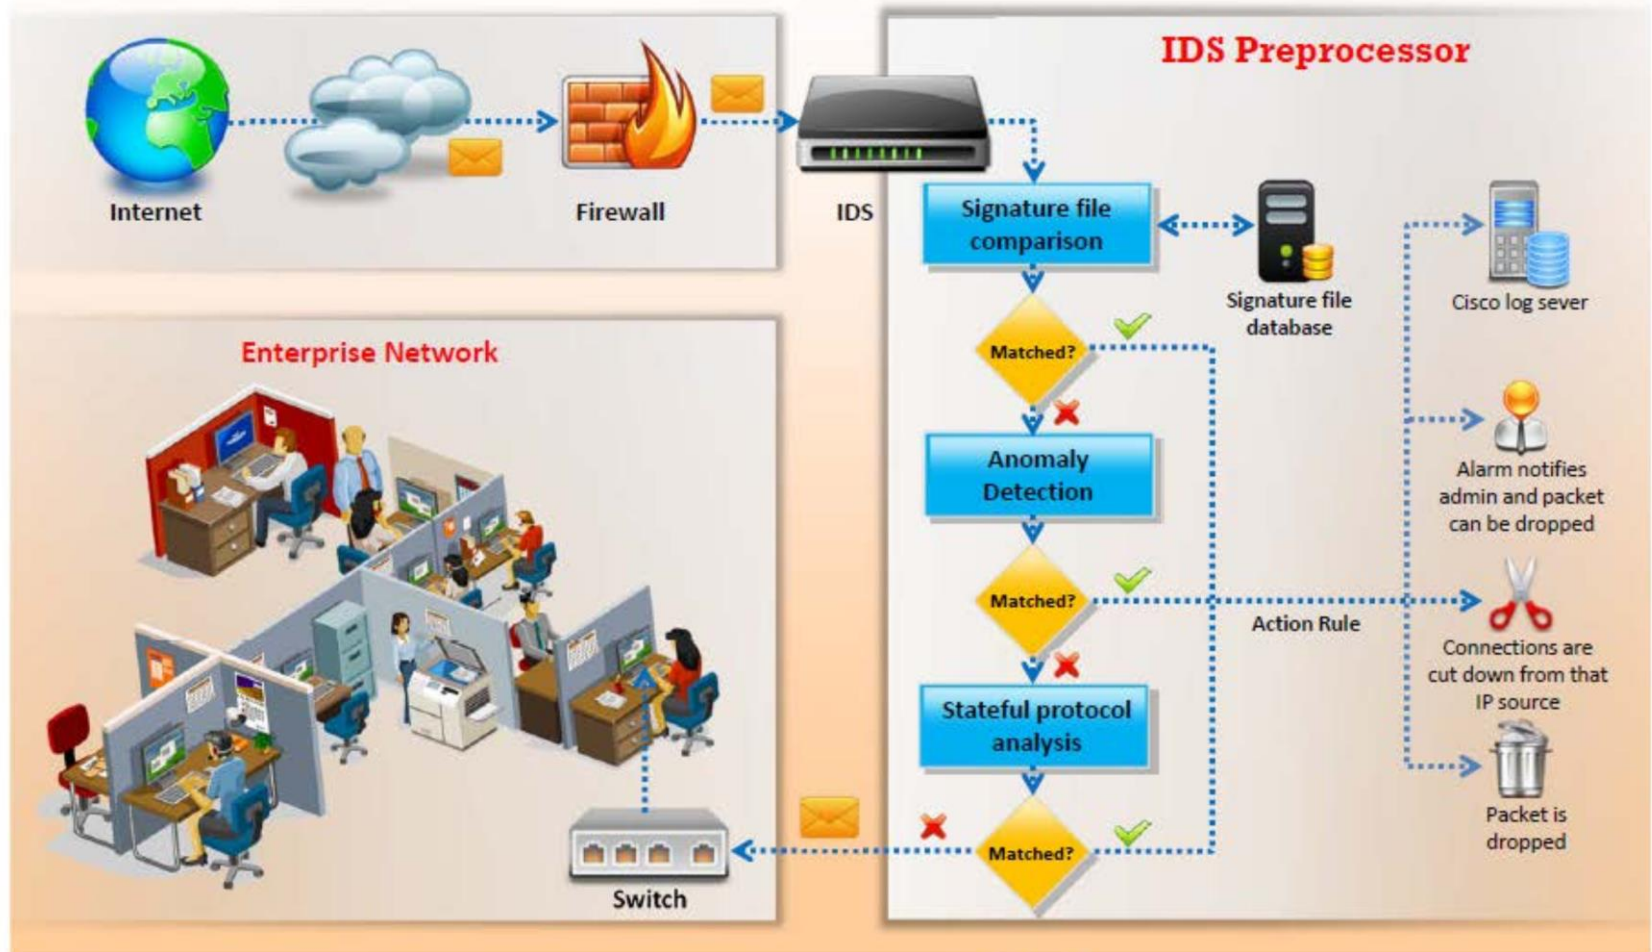 IDS Preprocessor
Internet
Firewall
IDS
Signature file
comparison
Signature file
database
Cisco log sever
Matched?
Anomaly
Detection
Alarm notifies
admin and packet
can be dropped
Matched?
Action Rule
Connections are
cut down from that
IP source
Stateful protocol
analysis
Matched?
Packet is
dropped
Enterprise Network
Switch